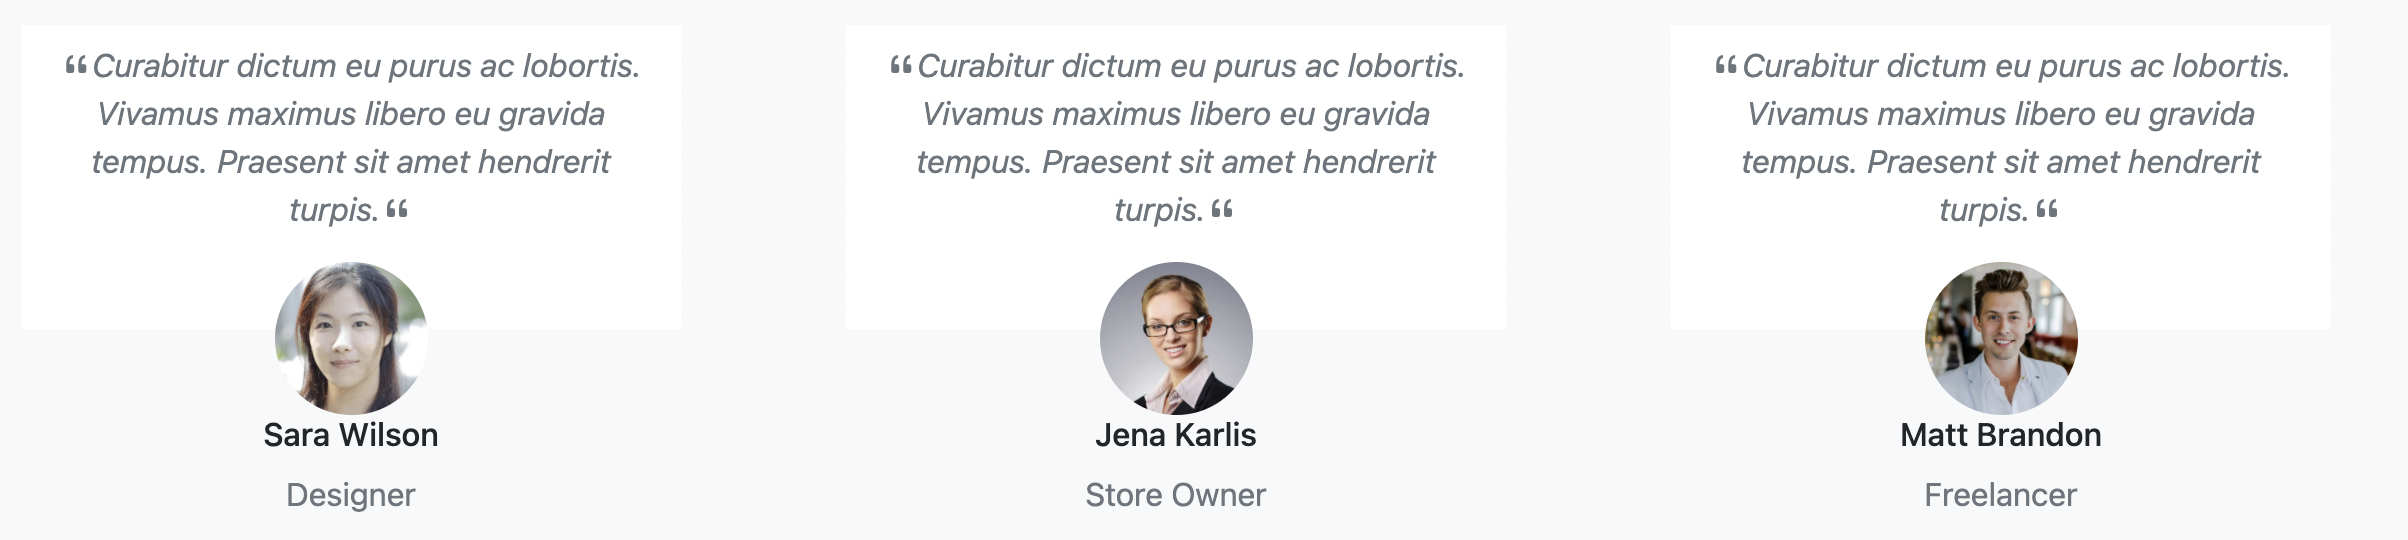 “Curabitur dictum eu purus ac lobortis.
Vivamus maximus libero eu gravida
tempus. Praesent sit amet hendrerit
turpis. “
Sara Wilson
Designer
“Curabitur dictum eu purus ac lobortis.
Vivamus maximus libero eu gravida
tempus. Praesent sit amet hendrerit
turpis. “
Jena Karlis
Store Owner
“Curabitur dictum eu purus ac lobortis.
Vivamus maximus libero eu gravida
tempus. Praesent sit amet hendrerit
turpis. “
Matt Brandon
Freelancer